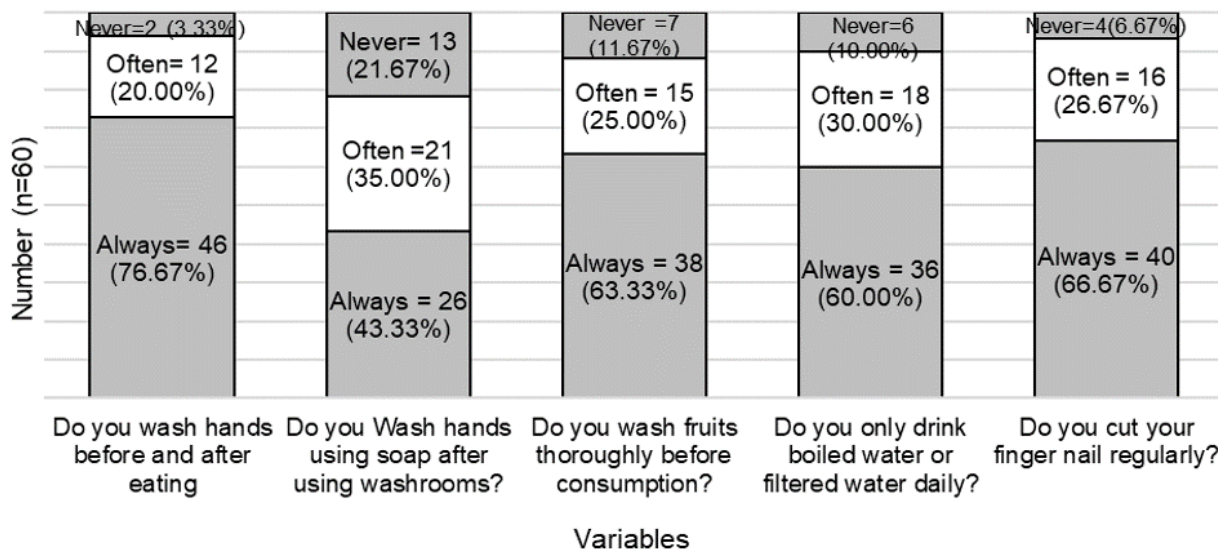 Number (n=60)
Never=2 (3.33%)
Often= 12
(20.00%)
Always= 46
(76.67%)
Never= 13
(21.67%)
Often =21
(35.00%)
Always = 26
(43.33%)
Never =7
(11.67%)
Often = 15
(25.00%)
Always = 38
(63.33%)
Never=6
(10.00%)
Often = 18
(30.00%)
Always = 36
(60.00%)
Never=4(6.67%)
Often = 16
(26.67%)
Always = 40
(66.67%)
Do you wash hands
before and after
eating
Do you Wash hands
using soap after
using washrooms?
Do you wash fruits
thoroughly before
consumption?
Do you only drink
boiled water or
filtered water daily?
Do you cut your
finger nail regularly?
Variables